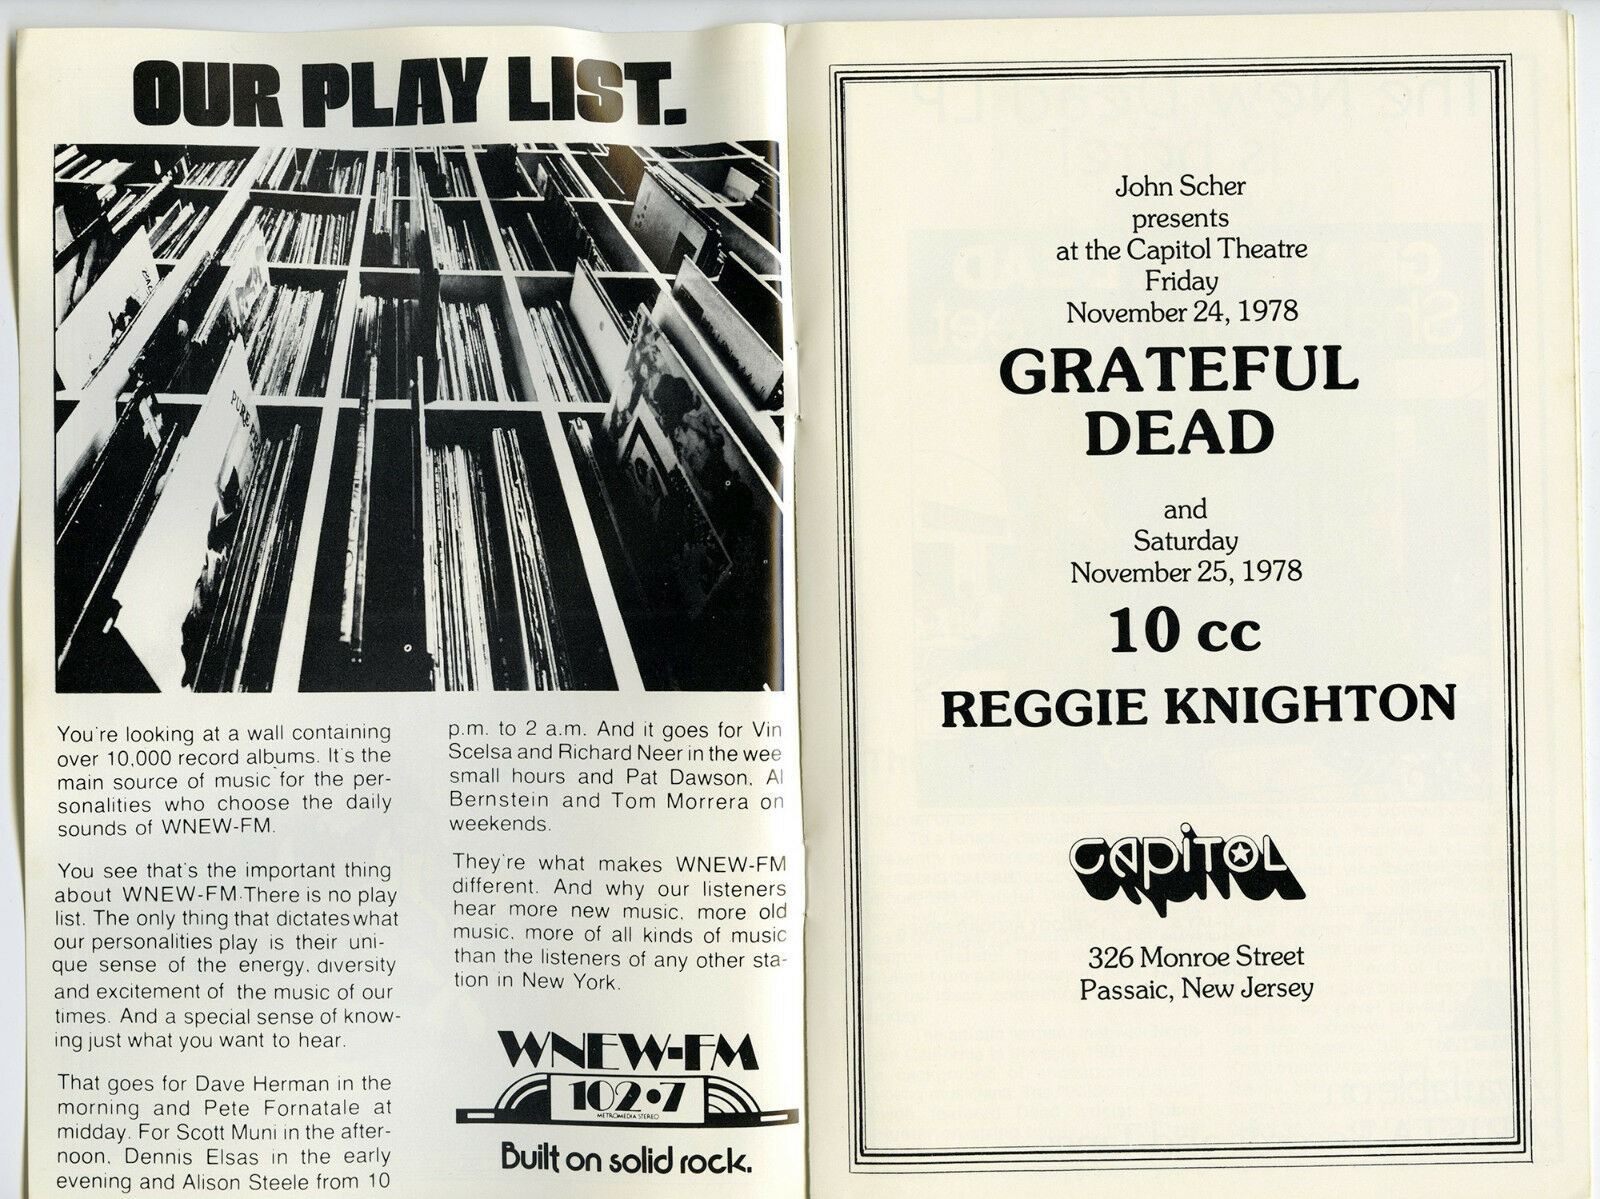 OUR PLAY LIST.
PURE
You're looking at a wall containing
over 10,000 record albums. It's the
main source of music for the per-
sonalities who choose the daily
sounds of WNEW-FM.
You see that's the important thing
about WNEW-FM. There is no play
list. The only thing that dictates what
our personalities play is their uni-
que sense of the energy, diversity
and excitement of the music of our
times. And a special sense of know-
ing just what you want to hear.
That goes for Dave Herman in the
morning and Pete Fornatale at
midday. For Scott Muni in the after-
noon, Dennis Elsas in the early
evening and Alison Steele from 10
p.m. to 2 a.m. And it goes for Vin
Scelsa and Richard Neer in the wee
small hours and Pat Dawson, Al
Bernstein and Tom Morrera on
weekends.
They're what makes WNEW-FM
different. And why our listeners
hear more new music, more old
music, more of all kinds of music
than the listeners of any other sta-
tion in New York.
WNEW-FM
102.7
METROMEDIA STEREO
Built on solid rock.
John Scher
presents
at the Capitol Theatre
Friday
November 24, 1978
GRATEFUL
DEAD
and
Saturday
November 25, 1978
10 cc
REGGIE KNIGHTON
CAPITOL
326 Monroe Street
Passaic, New Jersey